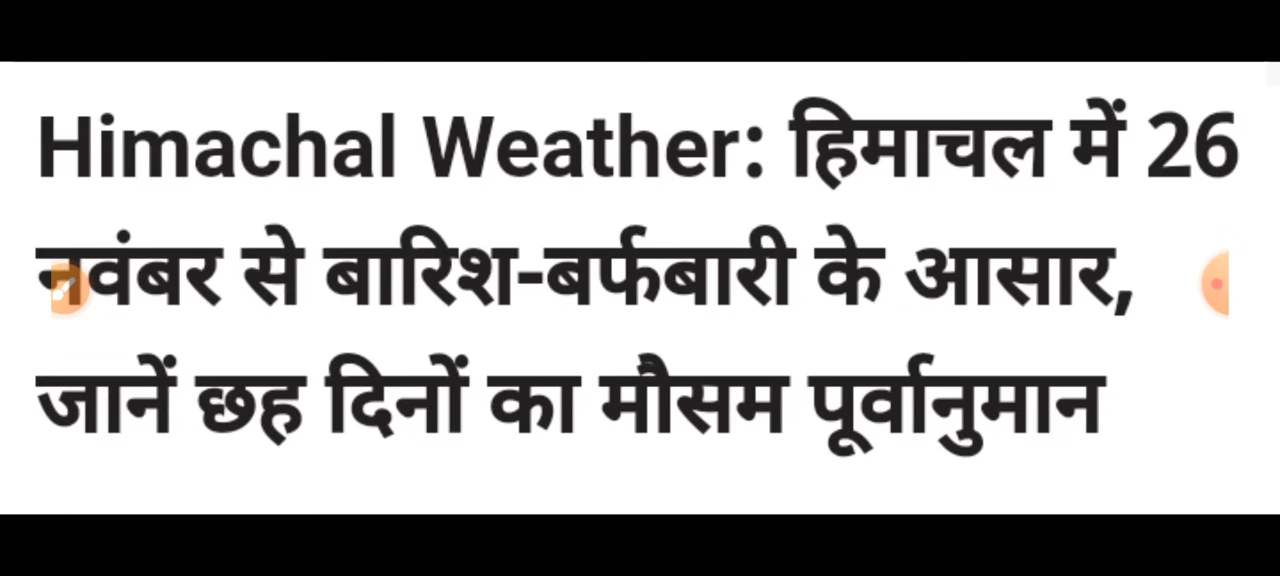 Himachal Weather: हिमाचल में 26
नवंबर से बारिश-बर्फबारी के आसार,
जानें छह दिनों का मौसम पूर्वानुमान